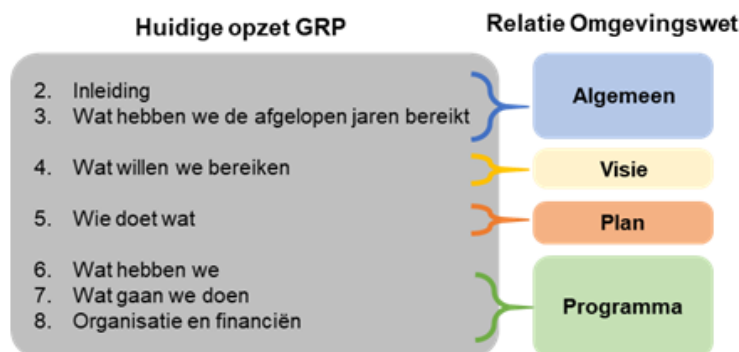 Huidige opzet GRP
Relatie Omgevingswet
2. Inleiding
3. Wat hebben we de afgelopen jaren bereikt
Algemeen
4. Wat willen we bereiken
Visie
5. Wie doet wat
Plan
6. Wat hebben we
7. Wat gaan we doen
8. Organisatie en financiën
Programma